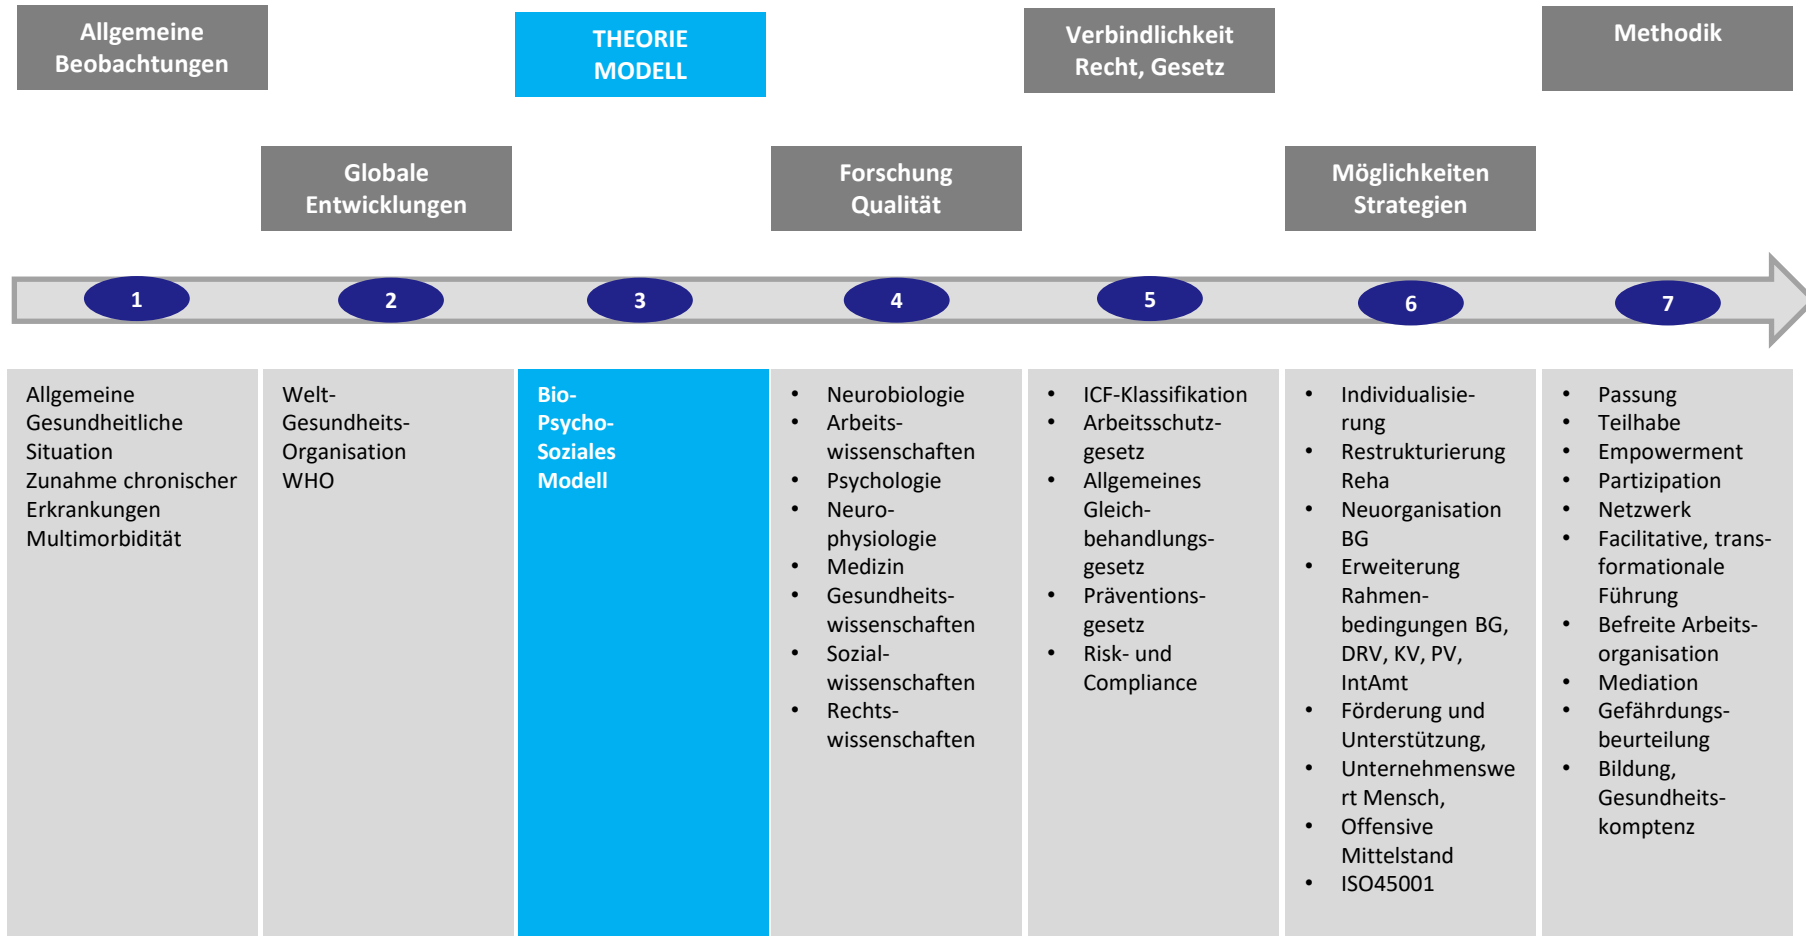 Allgemeine
Beobachtungen
THEORIE
MODELL
Verbindlichkeit
Recht, Gesetz
Methodik
Globale
Entwicklungen
Forschung
Qualität
Möglichkeiten
Strategien
1
2
3
4
5
6
7
Allgemeine
Gesundheitliche
Situation
Zunahme chronischer
Erkrankungen
Multimorbidität
Welt-
Gesundheits-
Organisation
WHO
Bio-
Psycho-
Soziales
Modell
• Neurobiologie
• Arbeits-
wissenschaften
• Psychologie
• Neuro-
physiologie
• Medizin
• Gesundheits-
wissenschaften
• Sozial-
wissenschaften
• Rechts-
wissenschaften
• ICF-Klassifikation
• Arbeitsschutz-
gesetz
• Allgemeines
Gleich-
behandlungs-
gesetz
• Präventions-
gesetz
• Risk- und
Compliance
• Individualisie-
rung
• Restrukturierung
Reha
• Neuorganisation
BG
• Erweiterung
Rahmen-
bedingungen BG,
DRV, KV, PV,
IntAmt
• Förderung und
Unterstützung,
• Unternehmenswe
rt Mensch,
• Offensive
Mittelstand
• ISO45001
• Passung
• Teilhabe
• Empowerment
• Partizipation
• Netzwerk
• Facilitative, trans-
formationale
Führung
• Befreite Arbeits-
organisation
• Mediation
• Gefährdungs-
beurteilung
• Bildung,
Gesundheits-
komptenz